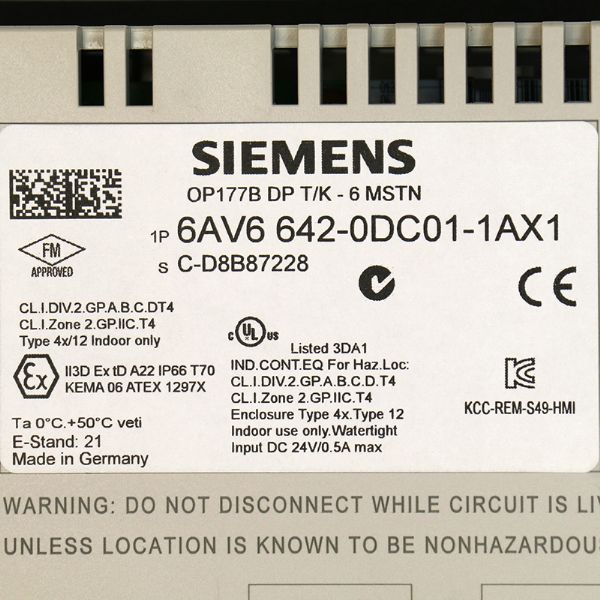 SIEMENS
OP177B DP T/K - 6 MSTN
1P 6AV6 642-0DC01-1AX1
S C-D8B87228
FM
APPROVED
CE
CL.I.DIV.2.GP.A.B.C.DT4
CL.I.Zone 2.GP.IIC.T4
Type 4x/12 Indoor only
Ex
II3D Ex tD A22 IP66 T70
KEMA 06 ATEX 1297X
Ta 0°C.+50°C veti
E-Stand: 21
Made in Germany
c UL us
Listed 3DA1
IND.CONT.EQ For Haz.Loc:
CL.I.DIV.2.GP.A.B.C.D.T4
CL.I.Zone 2.GP.IIC.T4
Enclosure Type 4x.Type 12
Indoor use only.Watertight
Input DC 24V/0.5A max
KCC-REM-S49-HMI
WARNING: DO NOT DISCONNECT WHILE CIRCUIT IS LIV
UNLESS LOCATION IS KNOWN TO BE NONHAZARDOUS